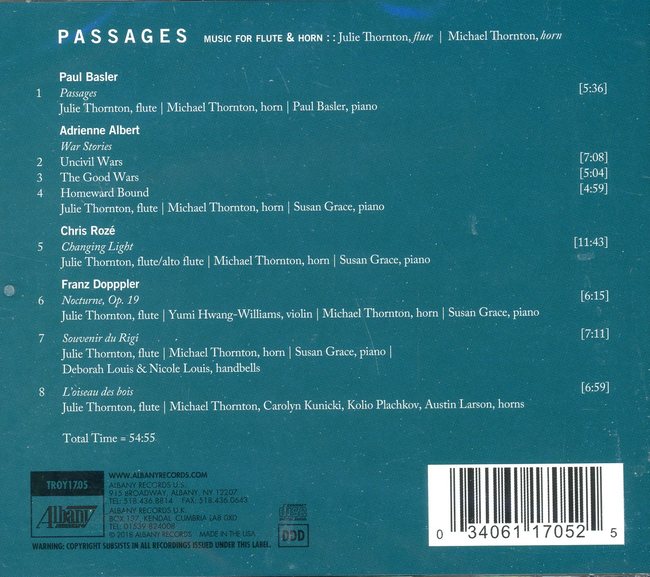 PASSAGES MUSIC FOR FLUTE & HORN :: Julie Thornton, flute | Michael Thornton, horn
Paul Basler
1 Passages [5:36]
Julie Thornton, flute | Michael Thornton, horn | Paul Basler, piano
Adrienne Albert
War Stories
2 Uncivil Wars [7:08]
3 The Good Wars [5:04]
4 Homeward Bound [4:59]
Julie Thornton, flute | Michael Thornton, horn | Susan Grace, piano
Chris Rozé
5 Changing Light [11:43]
Julie Thornton, flute/alto flute | Michael Thornton, horn | Susan Grace, piano
Franz Dopppler
6 Nocturne, Op. 19 [6:15]
Julie Thornton, flute | Yumi Hwang-Williams, violin | Michael Thornton, horn | Susan Grace, piano
7 Souvenir du Rigi [7:11]
Julie Thornton, flute | Michael Thornton, horn | Susan Grace, piano |
Deborah Louis & Nicole Louis, handbells
8 L'oiseau des bois [6:59]
Julie Thornton, flute | Michael Thornton, Carolyn Kunicki, Kolio Plachkov, Austin Larson, horns
Total Time = 54:55
TROY1705
Albany
WWW.ALBANYRECORDS.COM
ALBANY RECORDS U.S.
915 BROADWAY, ALBANY, NY 12207
TEL: 518.436.8814 FAX: 518.436.0643
ALBANY RECORDS U.K.
BOX 137, KENDAL, CUMBRIA LA8 0XD
TEL: 01539 824008
© 2018 ALBANY RECORDS MADE IN THE USA
WARNING: COPYRIGHT SUBSISTS IN ALL RECORDINGS ISSUED UNDER THIS LABEL.
DDD
0 34061 17052 5